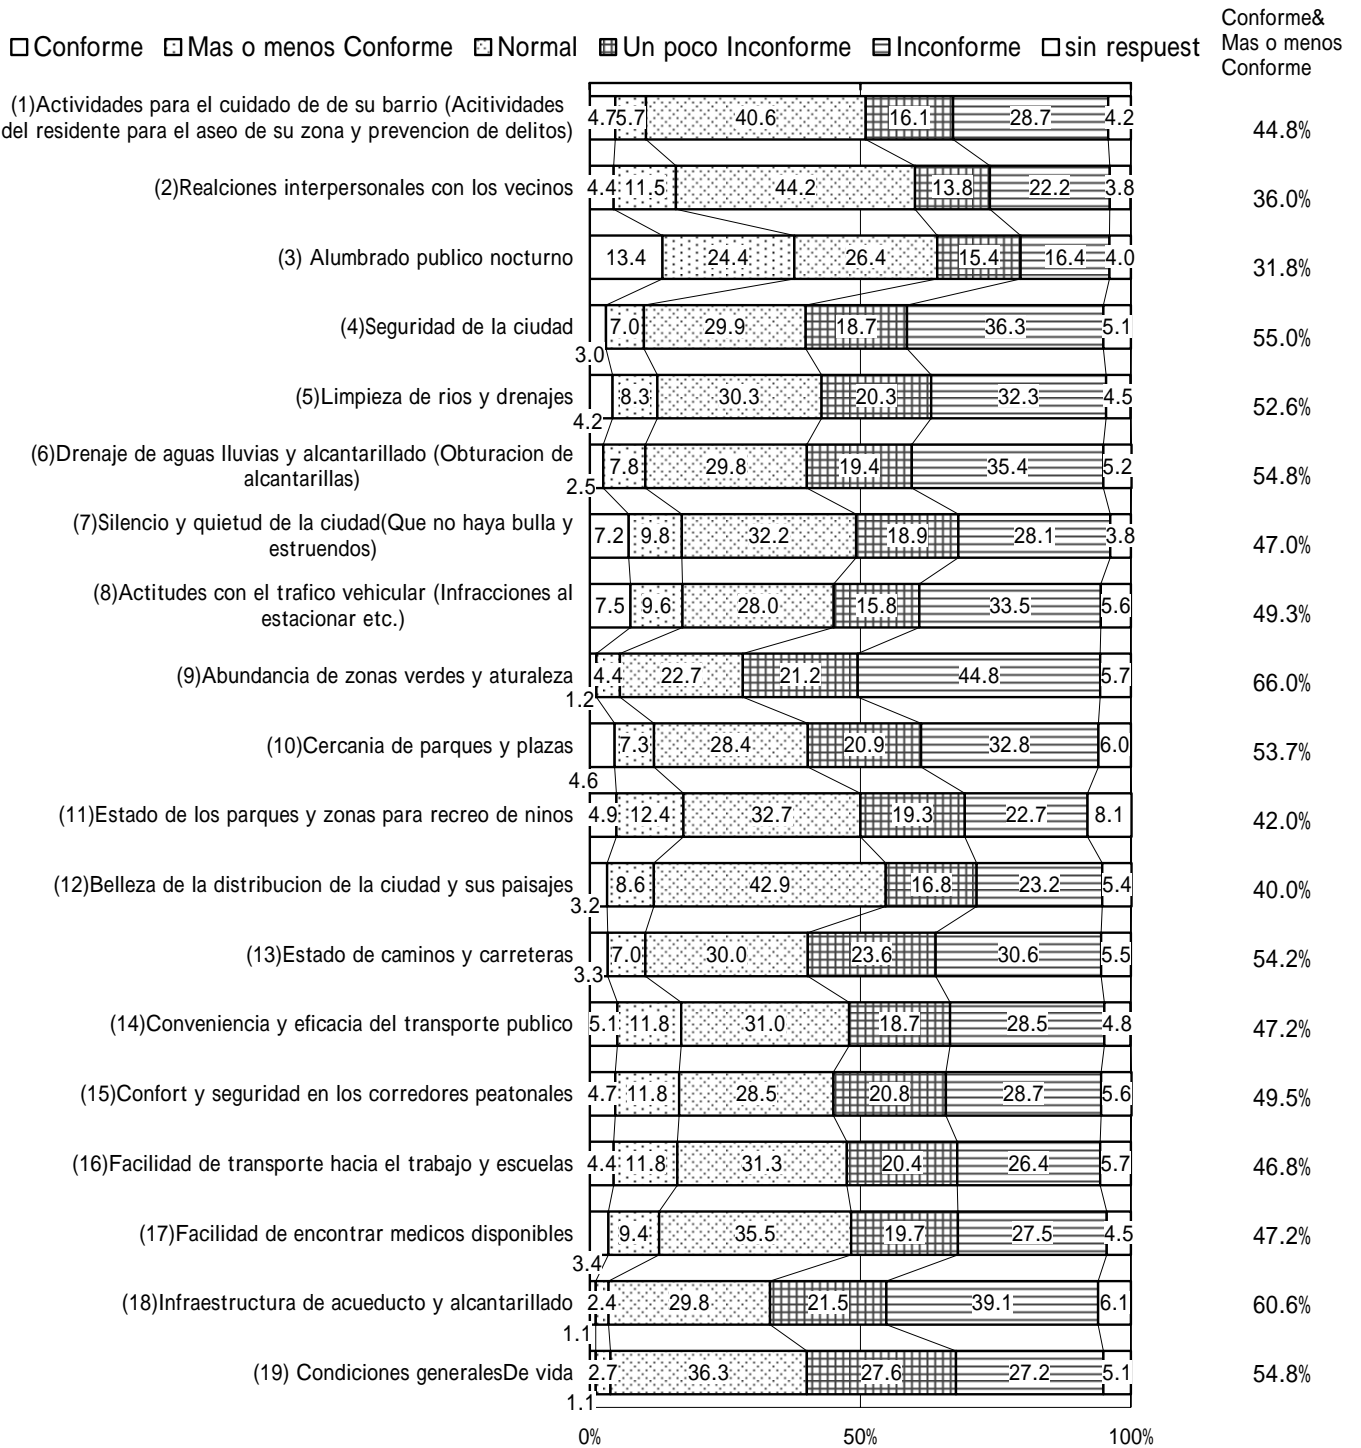 Conforme&
Mas o menos
Conforme
Conforme Mas o menos Conforme Normal Un poco Inconforme Inconforme sin respuest
(1)Actividades para el cuidado de de su barrio (Acitividades
del residente para el aseo de su zona y prevencion de delitos)
4.7 5.7 40.6 16.1 28.7 4.2 44.8%
(2)Realciones interpersonales con los vecinos 4.4 11.5 44.2 13.8 22.2 3.8 36.0%
(3) Alumbrado publico nocturno 13.4 24.4 26.4 15.4 16.4 4.0 31.8%
(4)Seguridad de la ciudad 7.0 29.9 18.7 36.3 5.1 55.0%
3.0
(5)Limpieza de rios y drenajes 8.3 30.3 20.3 32.3 4.5 52.6%
4.2
(6)Drenaje de aguas lluvias y alcantarillado (Obturacion de
alcantarillas)
7.8 29.8 19.4 35.4 5.2 54.8%
2.5
(7)Silencio y quietud de la ciudad(Que no haya bulla y
estruendos)
7.2 9.8 32.2 18.9 28.1 3.8 47.0%
(8)Actitudes con el trafico vehicular (Infracciones al
estacionar etc.)
7.5 9.6 28.0 15.8 33.5 5.6 49.3%
(9)Abundancia de zonas verdes y aturaleza 4.4 22.7 21.2 44.8 5.7 66.0%
1.2
(10)Cercania de parques y plazas 7.3 28.4 20.9 32.8 6.0 53.7%
4.6
(11)Estado de los parques y zonas para recreo de ninos 4.9 12.4 32.7 19.3 22.7 8.1 42.0%
(12)Belleza de la distribucion de la ciudad y sus paisajes 8.6 42.9 16.8 23.2 5.4 40.0%
3.2
(13)Estado de caminos y carreteras 7.0 30.0 23.6 30.6 5.5 54.2%
3.3
(14)Conveniencia y eficacia del transporte publico 5.1 11.8 31.0 18.7 28.5 4.8 47.2%
(15)Confort y seguridad en los corredores peatonales 4.7 11.8 28.5 20.8 28.7 5.6 49.5%
(16)Facilidad de transporte hacia el trabajo y escuelas 4.4 11.8 31.3 20.4 26.4 5.7 46.8%
(17)Facilidad de encontrar medicos disponibles 9.4 35.5 19.7 27.5 4.5 47.2%
3.4
(18)Infraestructura de acueducto y alcantarillado 2.4 29.8 21.5 39.1 6.1 60.6%
1.1
(19) Condiciones generalesDe vida 2.7 36.3 27.6 27.2 5.1 54.8%
1.1
0% 50% 100%